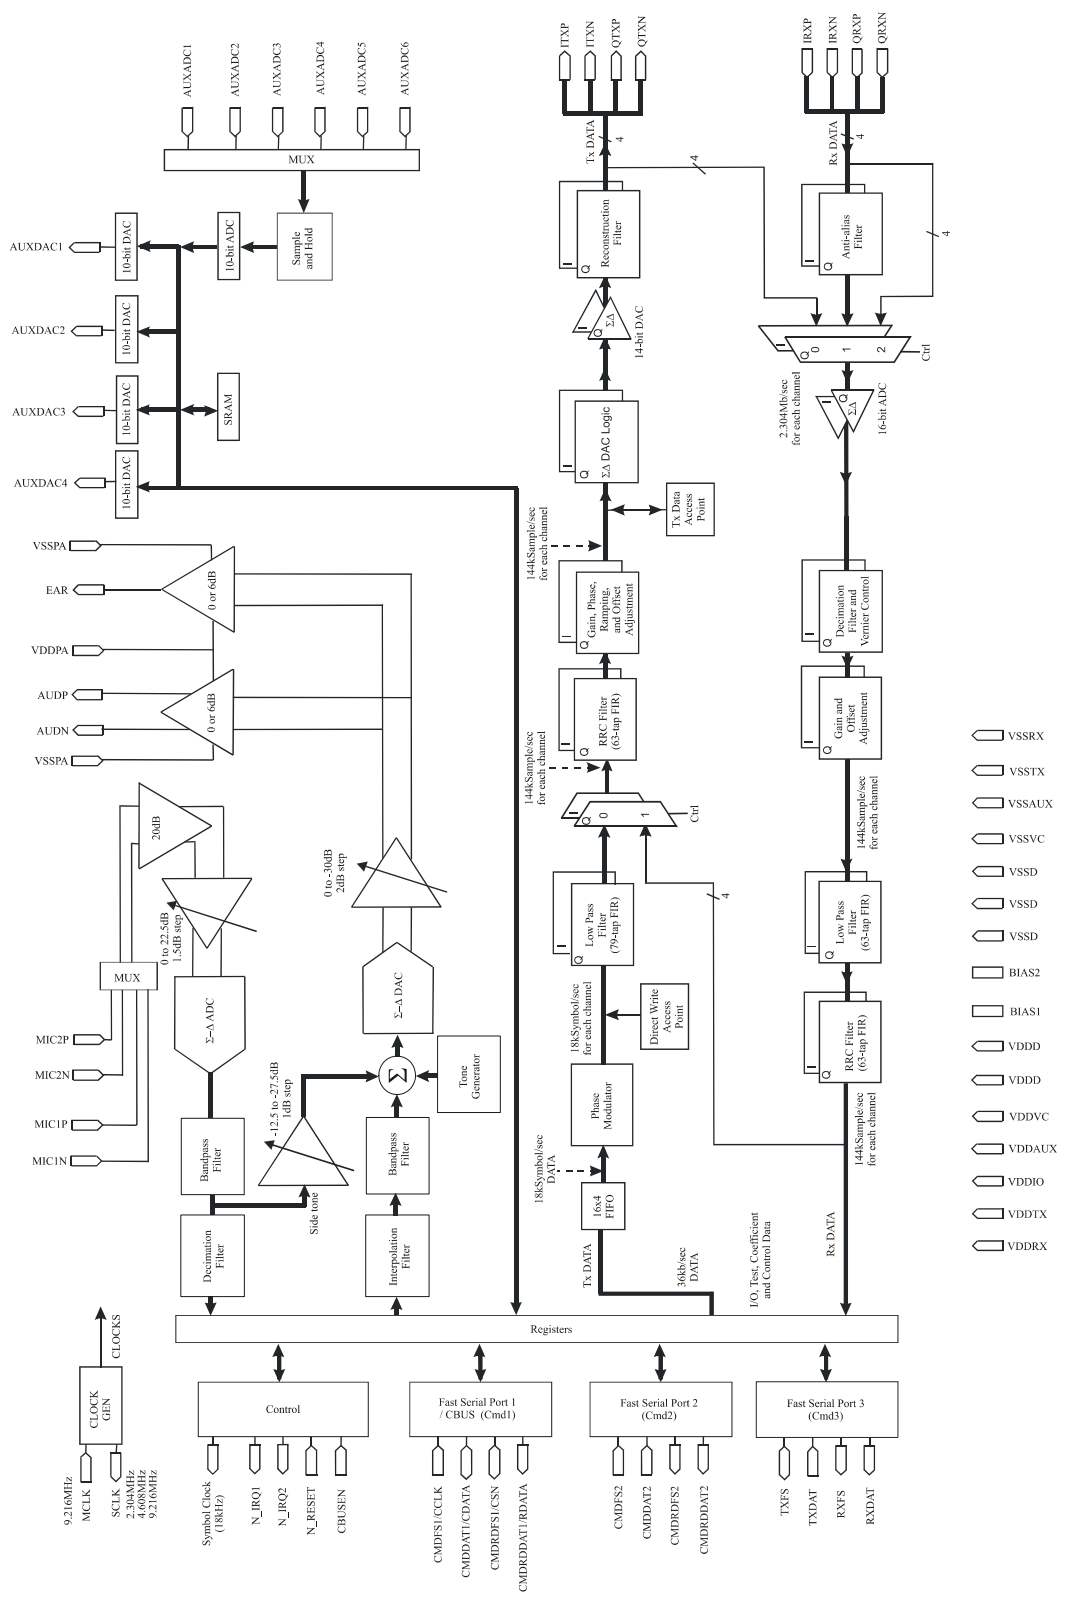 AUXADC1
AUXADC2
AUXADC3
AUXADC4
AUXADC5
AUXADC6
MUX
Sample
and Hold
10-bit ADC
10-bit DAC
AUXDAC1
10-bit DAC
AUXDAC2
10-bit DAC
AUXDAC3
SRAM
10-bit DAC
AUXDAC4
VSSPA
EAR
0 or 6dB
VDDPA
AUDP
AUDN
0 or 6dB
VSSPA
20dB
0 to 22.5dB
1.5dB step
MUX
MIC2P
MIC2N
MIC1P
MIC1N
Σ–Δ ADC
Bandpass
Filter
Decimation
Filter
Side tone
-12.5 to -27.5dB
1dB step
0 to -30dB
2dB step
Σ–Δ DAC
Σ
Tone
Generator
Bandpass
Filter
Interpolation
Filter
ITXP
ITXN
QTXP
QTXN
Tx DATA
4
4
I
Q
Reconstruction
Filter
I
Q
ΣΔ
14-bit DAC
I
Q
ΣΔ DAC Logic
Tx Data
Access
Point
144kSample/sec
for each channel
I
Q
Gain, Phase,
Ramping,
and Offset
Adjustment
I
Q
RRC Filter
(63-tap FIR)
144kSample/sec
for each channel
I
Q
0
1
Ctrl
4
I
Q
Low Pass
Filter
(79-tap FIR)
18kSymbol/sec
for each channel
Direct Write
Access
Point
Phase
Modulator
18kSymbol/sec
DATA
16x4
FIFO
Tx DATA
36kb/sec
DATA
I/O, Test, Coefficient
and Control Data
IRXP
IRXN
QRXP
QRXN
Rx DATA
4
4
I
Q
Anti-alias
Filter
I
Q
0
1
2
Ctrl
2.304Mb/sec
for each channel
I
Q
ΣΔ
16-bit ADC
I
Q
Decimation
Filter and
Vernier Control
I
Q
Gain and
Offset
Adjustment
144kSample/sec
for each channel
I
Q
Low Pass
Filter
(63-tap FIR)
I
Q
RRC Filter
(63-tap FIR)
144kSample/sec
for each channel
Rx DATA
VSSRX
VSSTX
VSSAUX
VSSVC
VSSD
VSSD
VSSD
BIAS2
BIAS1
VDDD
VDDD
VDDVC
VDDAUX
VDDIO
VDDTX
VDDRX
Registers
CLOCKS
CLOCK
GEN
9.216MHz
MCLK
SCLK
2.304MHz
4.608MHz
9.216MHz
Control
Symbol Clock
(18kHz)
N_IRQ1
N_IRQ2
N_RESET
CBUSEN
Fast Serial Port 1
/ CBUS (Cmd1)
CMDFS1/CCLK
CMDDAT1/CDATA
CMDRDFS1/CSN
CMDRDDAT1/RDATA
Fast Serial Port 2
(Cmd2)
CMDFS2
CMDDAT2
CMDRDFS2
CMDRDDAT2
Fast Serial Port 3
(Cmd3)
TXFS
TXDAT
RXFS
RXDAT